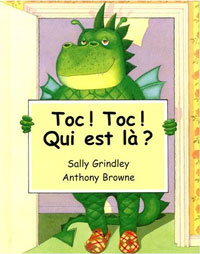 Toc ! Toc !
Qui est là ?
Sally Grindley
Anthony Browne